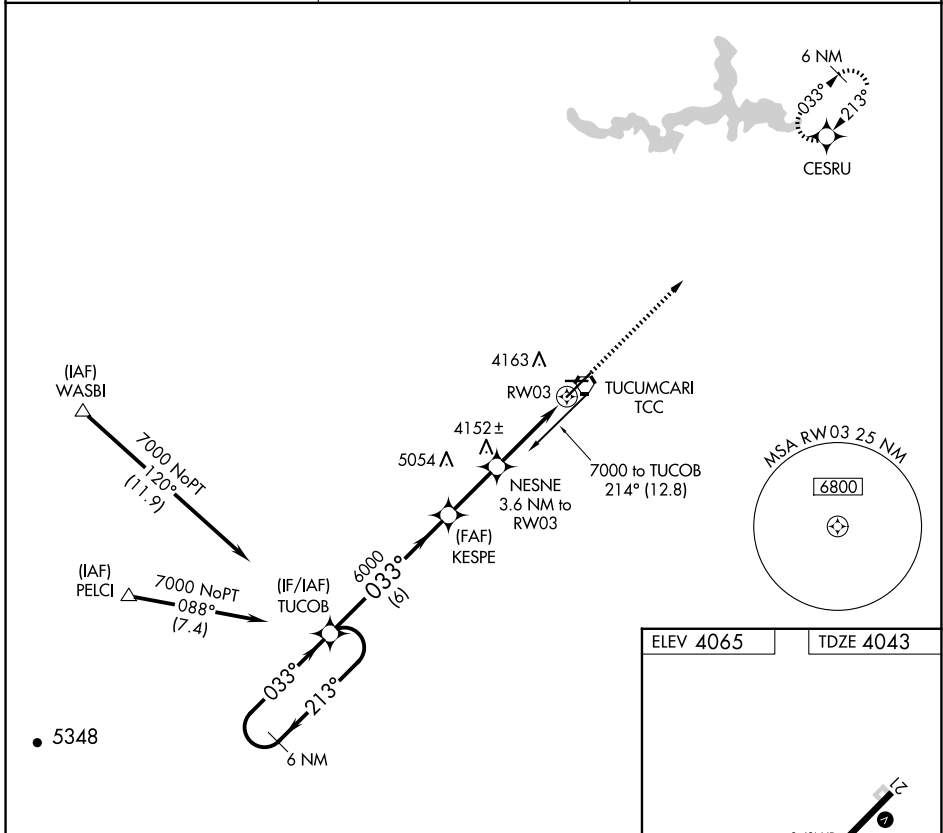 6 NM
033°
213°
CESRU
4163
RW03
TUCUMCARI
TCC
(IAF)
WASBI
7000 NoPT
120°
(11.9)
4152±
5054
NESNE
3.6 NM to
RW03
7000 to TUCOB
214° (12.8)
MSA RW03 25 NM
6800
(FAF)
KESPE
6000
033°
(6)
(IAF)
PELCI
7000 NoPT
088°
(7.4)
(IF/IAF)
TUCOB
033°
213°
6 NM
5348
ELEV 4065
TDZE 4043
21
V